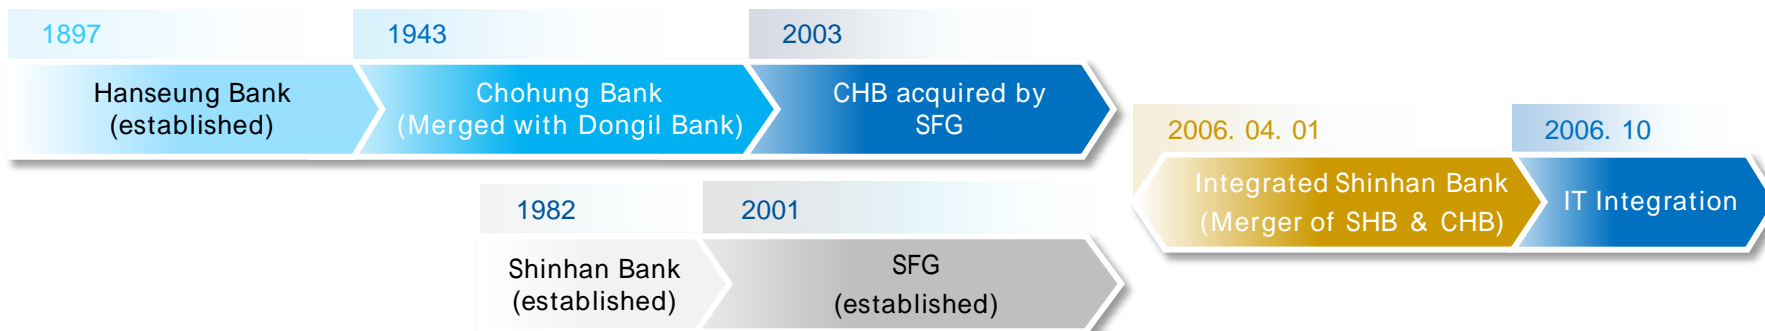 1897
Hanseung Bank
(established)
1943
Chohung Bank
(Merged with Dongil Bank)
2003
CHB acquired by
SFG
1982
Shinhan Bank
(established)
2001
SFG
(established)
2006. 04. 01
Integrated Shinhan Bank
(Merger of SHB & CHB)
2006. 10
IT Integration